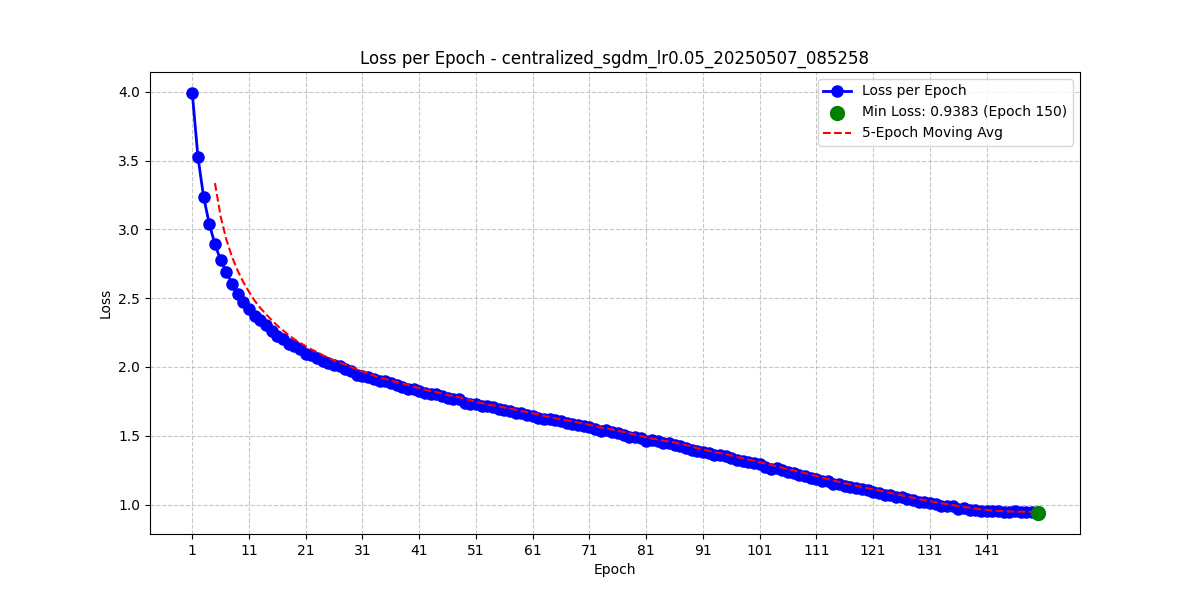 Loss per Epoch - centralized_sgdm_lr0.05_20250507_085258
Loss per Epoch
Min Loss: 0.9383 (Epoch 150)
5-Epoch Moving Avg
4.0
3.5
3.0
2.5
2.0
1.5
1.0
Loss
1 11 21 31 41 51 61 71 81 91 101 111 121 131 141
Epoch